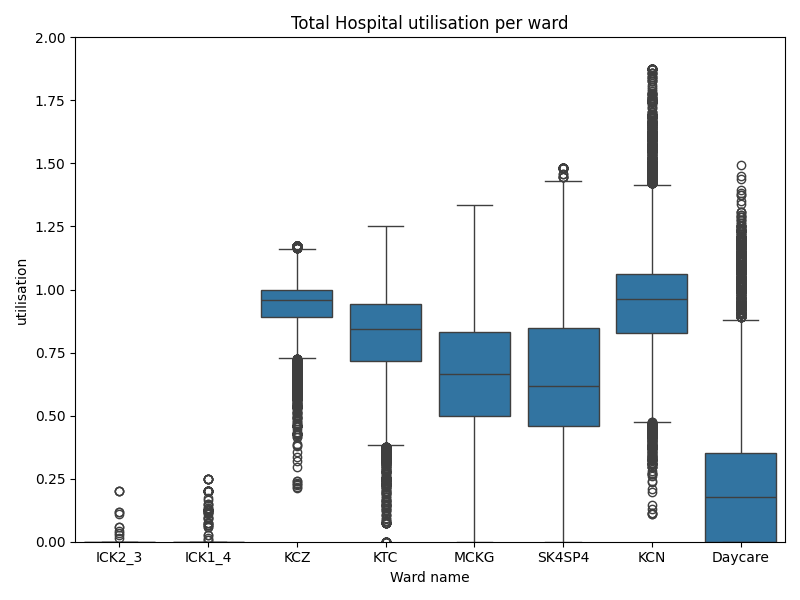 Total Hospital utilisation per ward
utilisation
2.00
1.75
1.50
1.25
1.00
0.75
0.50
0.25
0.00
ICK2_3 ICK1_4 KCZ KTC MCKG SK4SP4 KCN Daycare
Ward name